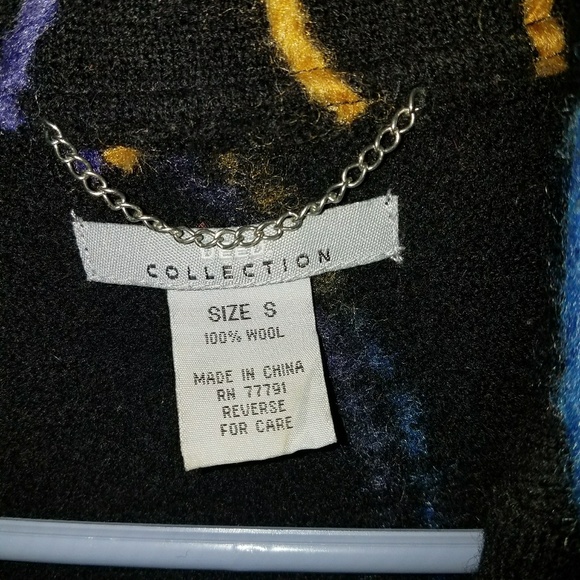 COLLECTION
SIZE S
100% WOOL
MADE IN CHINA
RN 77791
REVERSE
FOR CARE